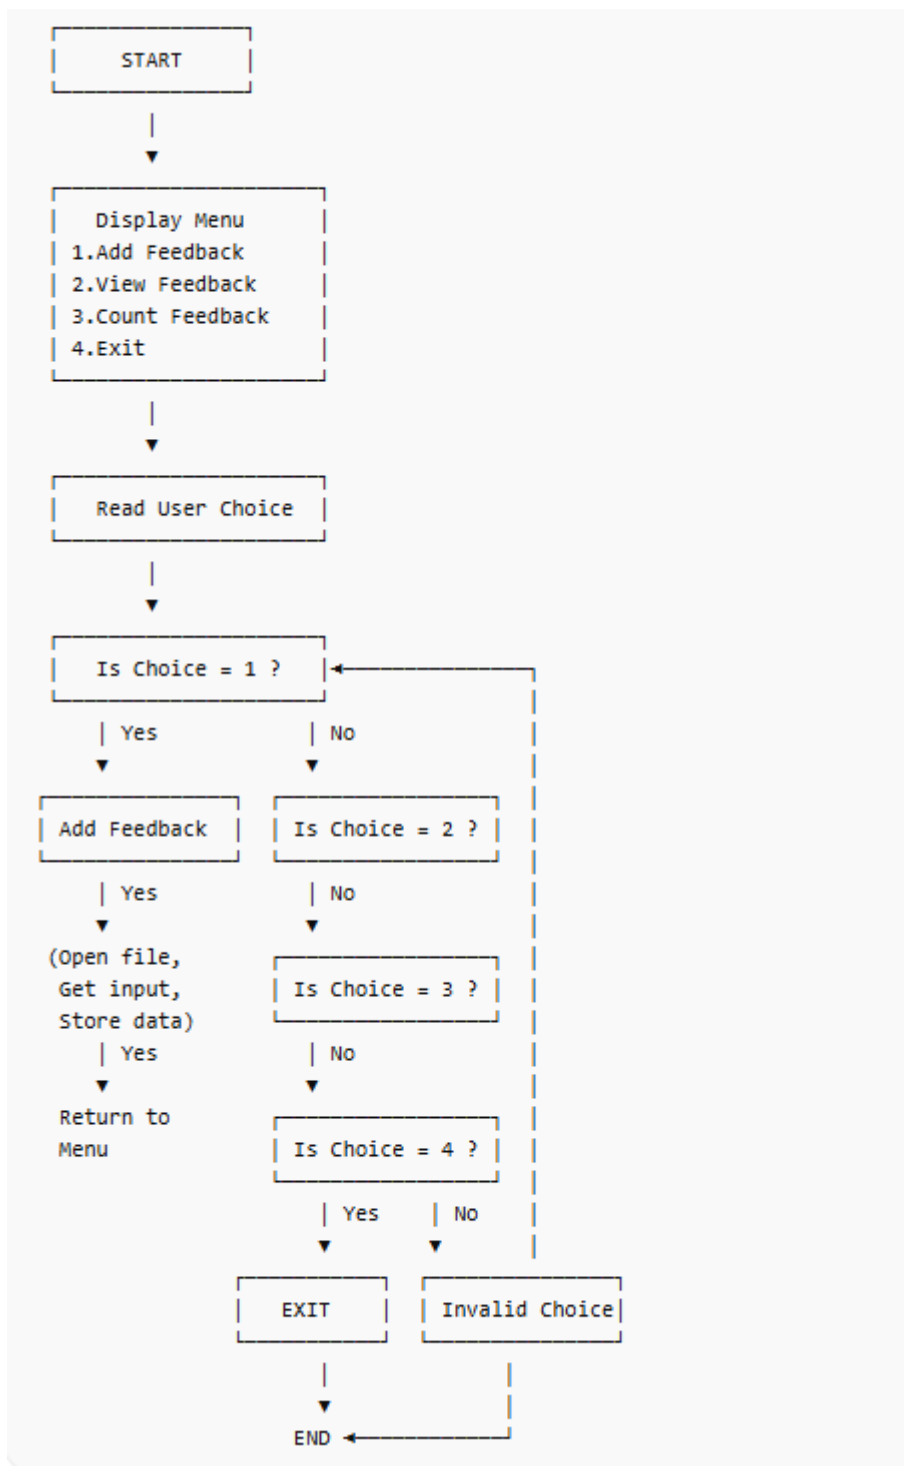 START
Display Menu
1.Add Feedback
2.View Feedback
3.Count Feedback
4.Exit
Read User Choice
Is Choice = 1 ?
Yes No
Add Feedback Is Choice = 2 ?
Yes No
(Open file,
Get input, Is Choice = 3 ?
Store data)
Yes No
Return to
Menu Is Choice = 4 ?
Yes No
EXIT Invalid Choice
END